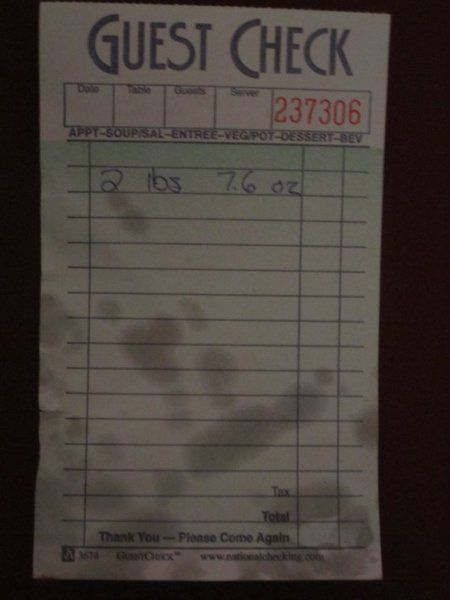 GUEST CHECK
Date Table Guests Server
237306
APPT–SOUP/SAL–ENTREE–VEG/POT–DESSERT–BEV
2 lbs 7.6 oz
Tax
Total
Thank You — Please Come Again
3674 GUESTCHECK™ www.nationalchecking.com